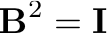 𝐁² = 𝐈